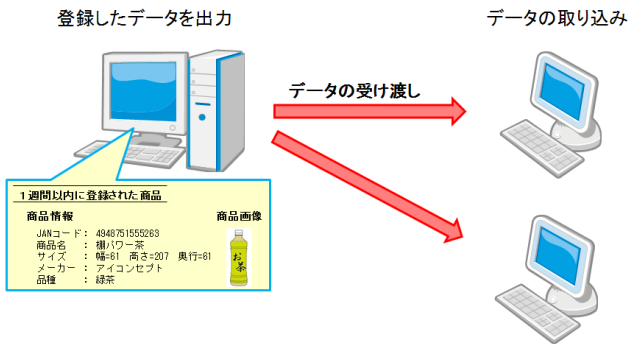 登録したデータを出力
データの取り込み
データの受け渡し
1週間以内に登録された商品
商品情報
商品画像
JANコード： 4948751555263
商品名 ： 棚パワー茶
サイズ ： 幅=61 高さ=207 奥行=61
メーカー ： アイコンセプト
品種 ： 緑茶
お茶